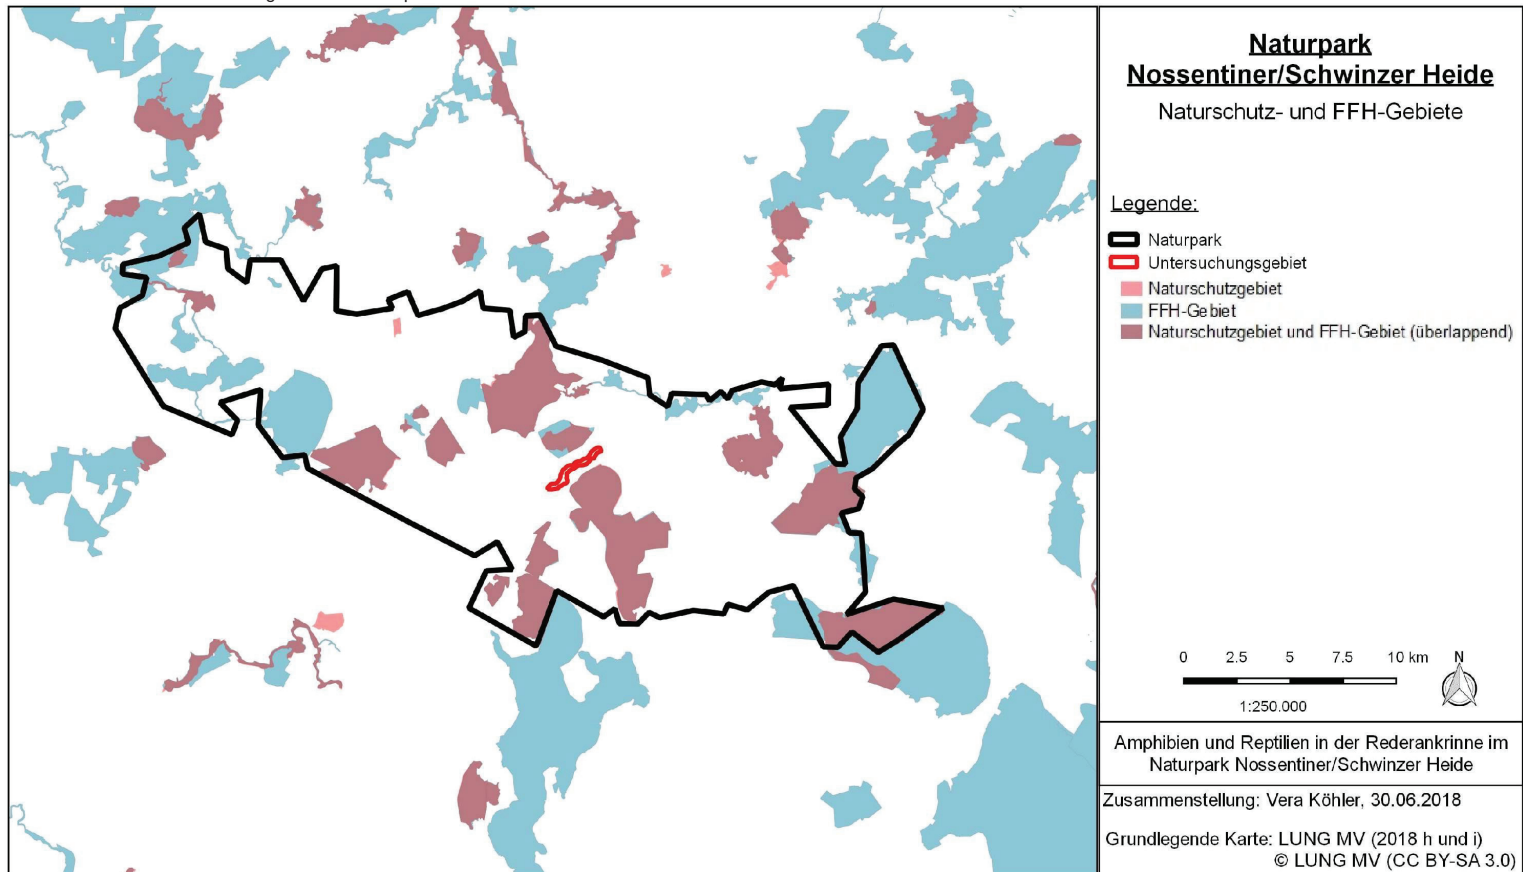 Naturpark
Nossentiner/Schwinzer Heide
Naturschutz- und FFH-Gebiete
Legende:
Naturpark
Untersuchungsgebiet
Naturschutzgebiet
FFH-Gebiet
Naturschutzgebiet und FFH-Gebiet (überlappend)
0 2.5 5 7.5 10 km N
1:250.000
Amphibien und Reptilien in der Rederankrinne im
Naturpark Nossentiner/Schwinzer Heide
Zusammenstellung: Vera Köhler, 30.06.2018
Grundlegende Karte: LUNG MV (2018 h und i)
© LUNG MV (CC BY-SA 3.0)